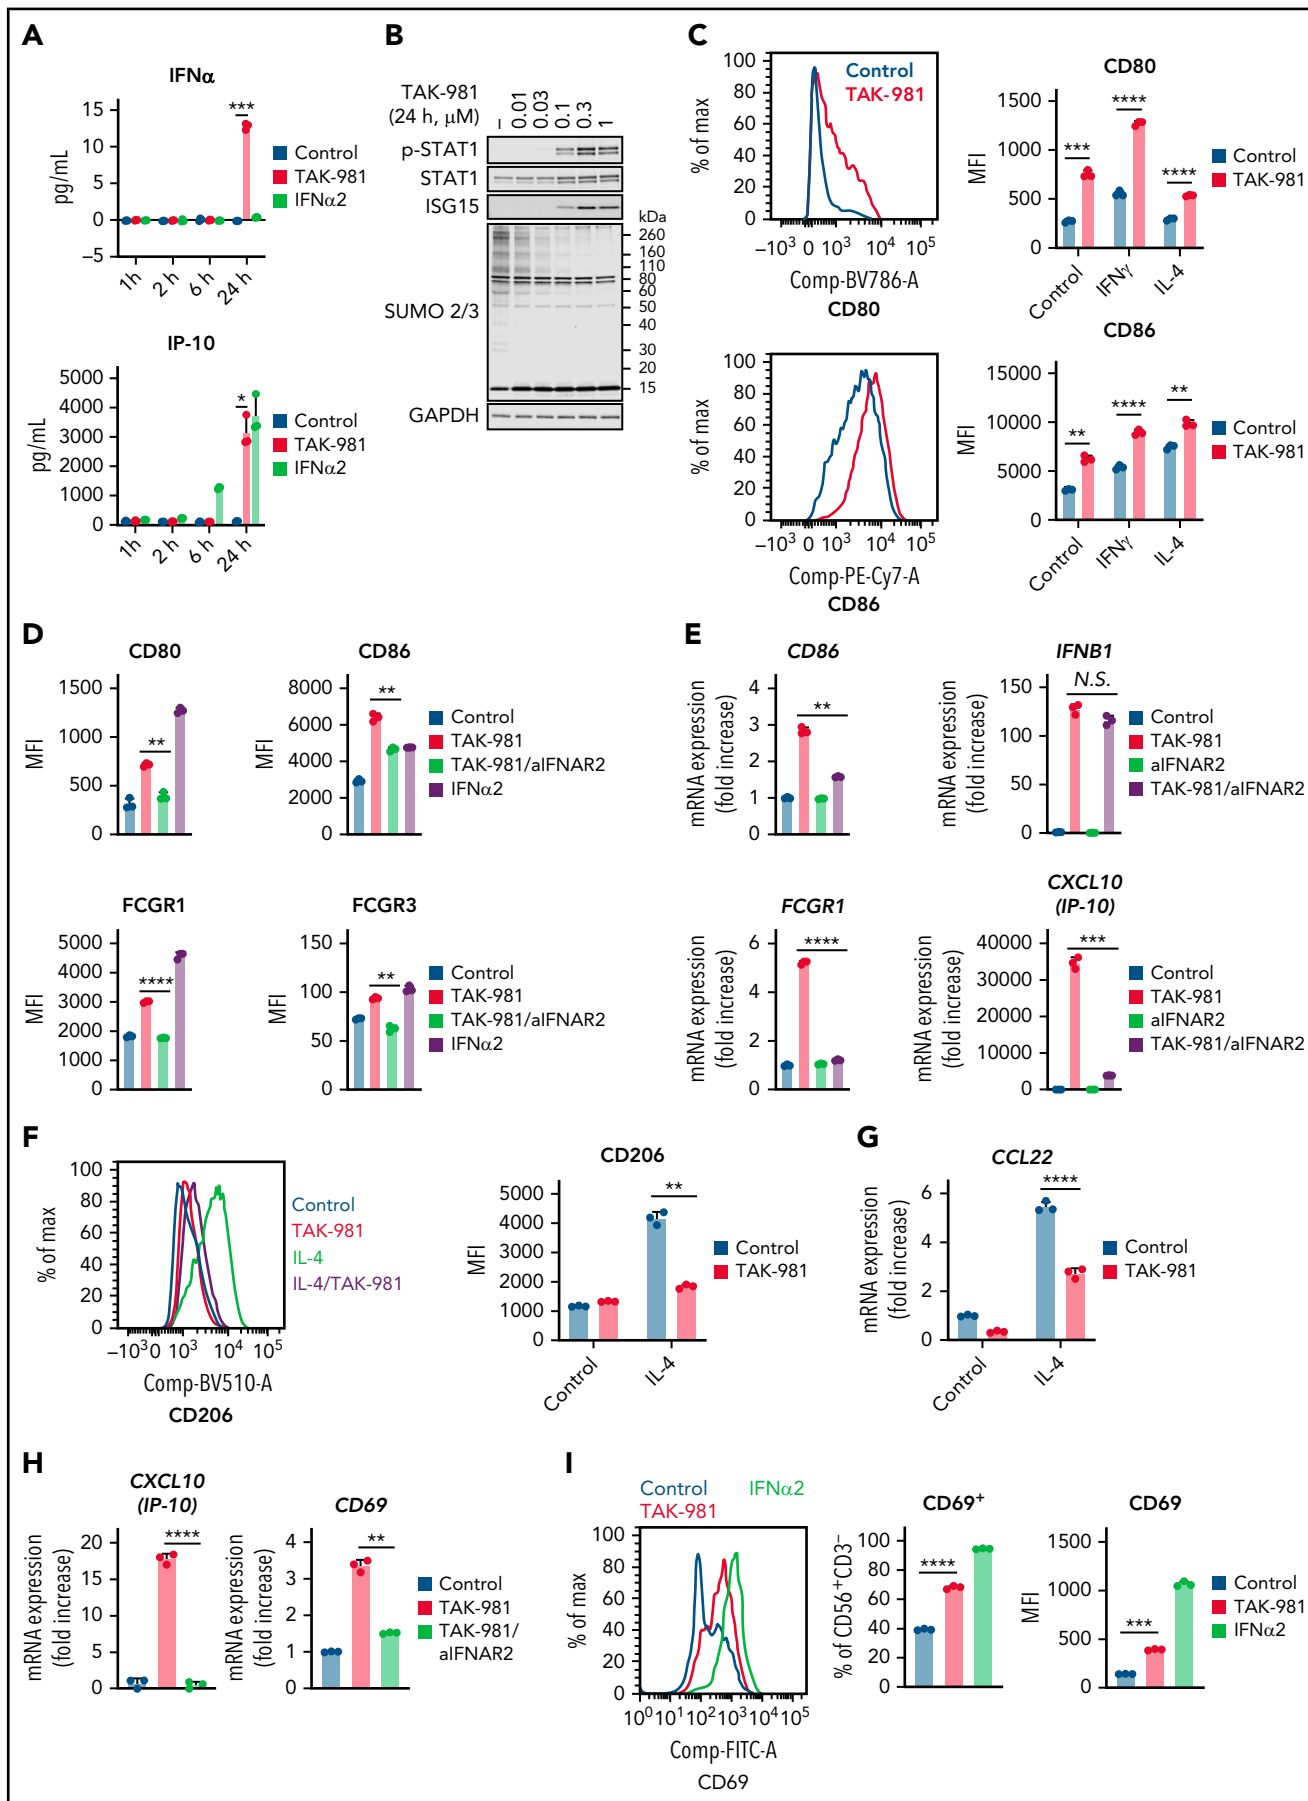 A
IFNα
pg/mL
15
10
5
0
–5
***
1h
2 h
6 h
24 h
Control
TAK-981
IFNα2
IP-10
pg/mL
5000
4000
3000
2000
1000
0
*
1h
2 h
6 h
24 h
Control
TAK-981
IFNα2
B
TAK-981
(24 h, μM)
–
0.01
0.03
0.1
0.3
1
p-STAT1
STAT1
ISG15
SUMO 2/3
GAPDH
kDa
260
160
110
80
60
50
40
30
20
15
C
% of max
100
80
60
40
20
0
Control
TAK-981
–10³ 0 10³ 10⁴ 10⁵
Comp-BV786-A
CD80
CD80
MFI
1500
1000
500
0
***
****
****
Control
IFNγ
IL-4
Control
TAK-981
% of max
100
80
60
40
20
0
–10³ 0 10³ 10⁴ 10⁵
Comp-PE-Cy7-A
CD86
CD86
MFI
15000
10000
5000
0
**
****
**
Control
IFNγ
IL-4
Control
TAK-981
D
CD80
MFI
1500
1000
500
0
**
CD86
MFI
8000
6000
4000
2000
0
**
Control
TAK-981
TAK-981/aIFNAR2
IFNα2
FCGR1
MFI
5000
4000
3000
2000
1000
0
****
FCGR3
MFI
150
100
50
0
**
Control
TAK-981
TAK-981/aIFNAR2
IFNα2
E
CD86
mRNA expression
(fold increase)
4
3
2
1
0
**
IFNB1
mRNA expression
(fold increase)
150
100
50
0
N.S.
Control
TAK-981
aIFNAR2
TAK-981/aIFNAR2
FCGR1
mRNA expression
(fold increase)
6
4
2
0
****
CXCL10
(IP-10)
mRNA expression
(fold increase)
40000
30000
20000
10000
0
***
Control
TAK-981
aIFNAR2
TAK-981/aIFNAR2
F
% of max
100
80
60
40
20
0
Control
TAK-981
IL-4
IL-4/TAK-981
–10³ 0 10³ 10⁴ 10⁵
Comp-BV510-A
CD206
CD206
MFI
5000
4000
3000
2000
1000
0
**
Control
IL-4
Control
TAK-981
G
CCL22
mRNA expression
(fold increase)
6
4
2
0
****
Control
IL-4
Control
TAK-981
H
CXCL10
(IP-10)
mRNA expression
(fold increase)
20
15
10
5
0
****
CD69
mRNA expression
(fold increase)
4
3
2
1
0
**
Control
TAK-981
TAK-981/
aIFNAR2
I
Control
IFNα2
TAK-981
% of max
100
80
60
40
20
0
10⁰ 10¹ 10² 10³ 10⁴ 10⁵
Comp-FITC-A
CD69
CD69⁺
% of CD56⁺CD3⁻
100
80
60
40
20
0
****
CD69
MFI
1500
1000
500
0
***
Control
TAK-981
IFNα2